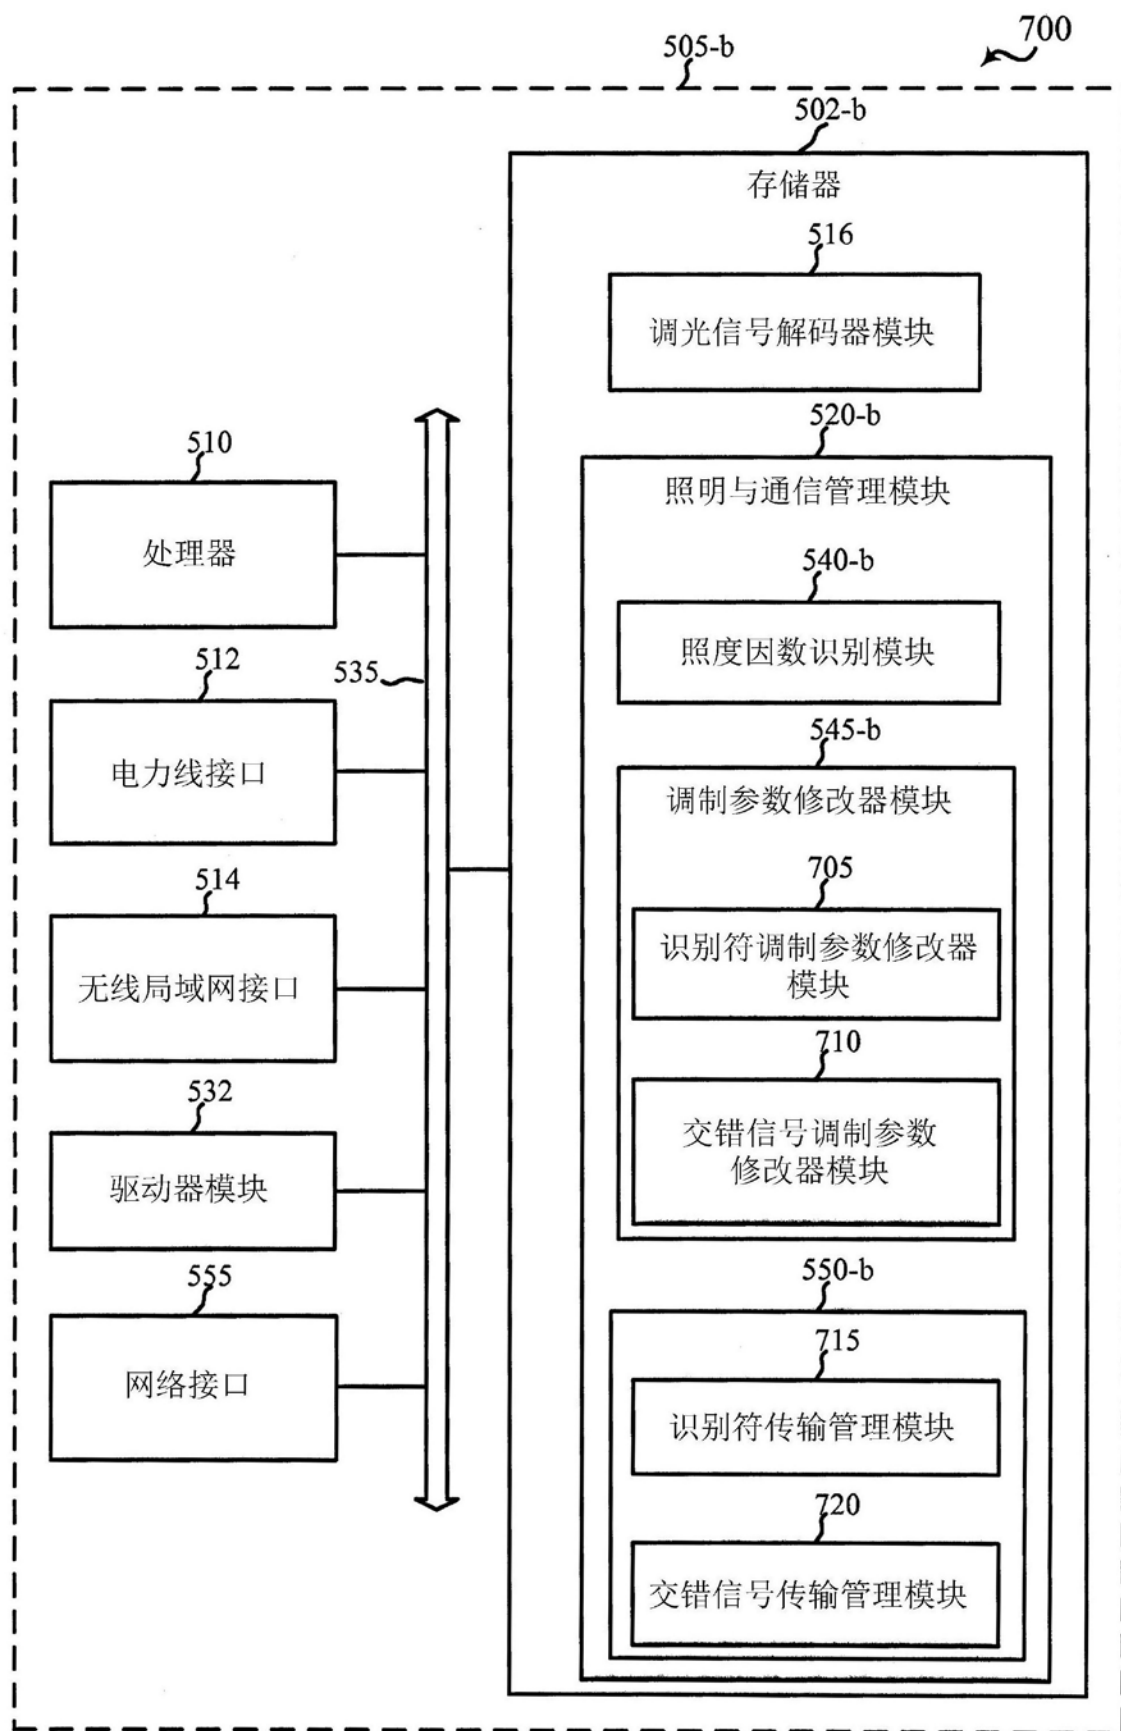 700
505-b
502-b
存储器
516
调光信号解码器模块
520-b
照明与通信管理模块
540-b
照度因数识别模块
545-b
调制参数修改器模块
705
识别符调制参数修改器
模块
710
交错信号调制参数
修改器模块
550-b
715
识别符传输管理模块
720
交错信号传输管理模块
510
处理器
512
电力线接口
535
514
无线局域网接口
532
驱动器模块
555
网络接口